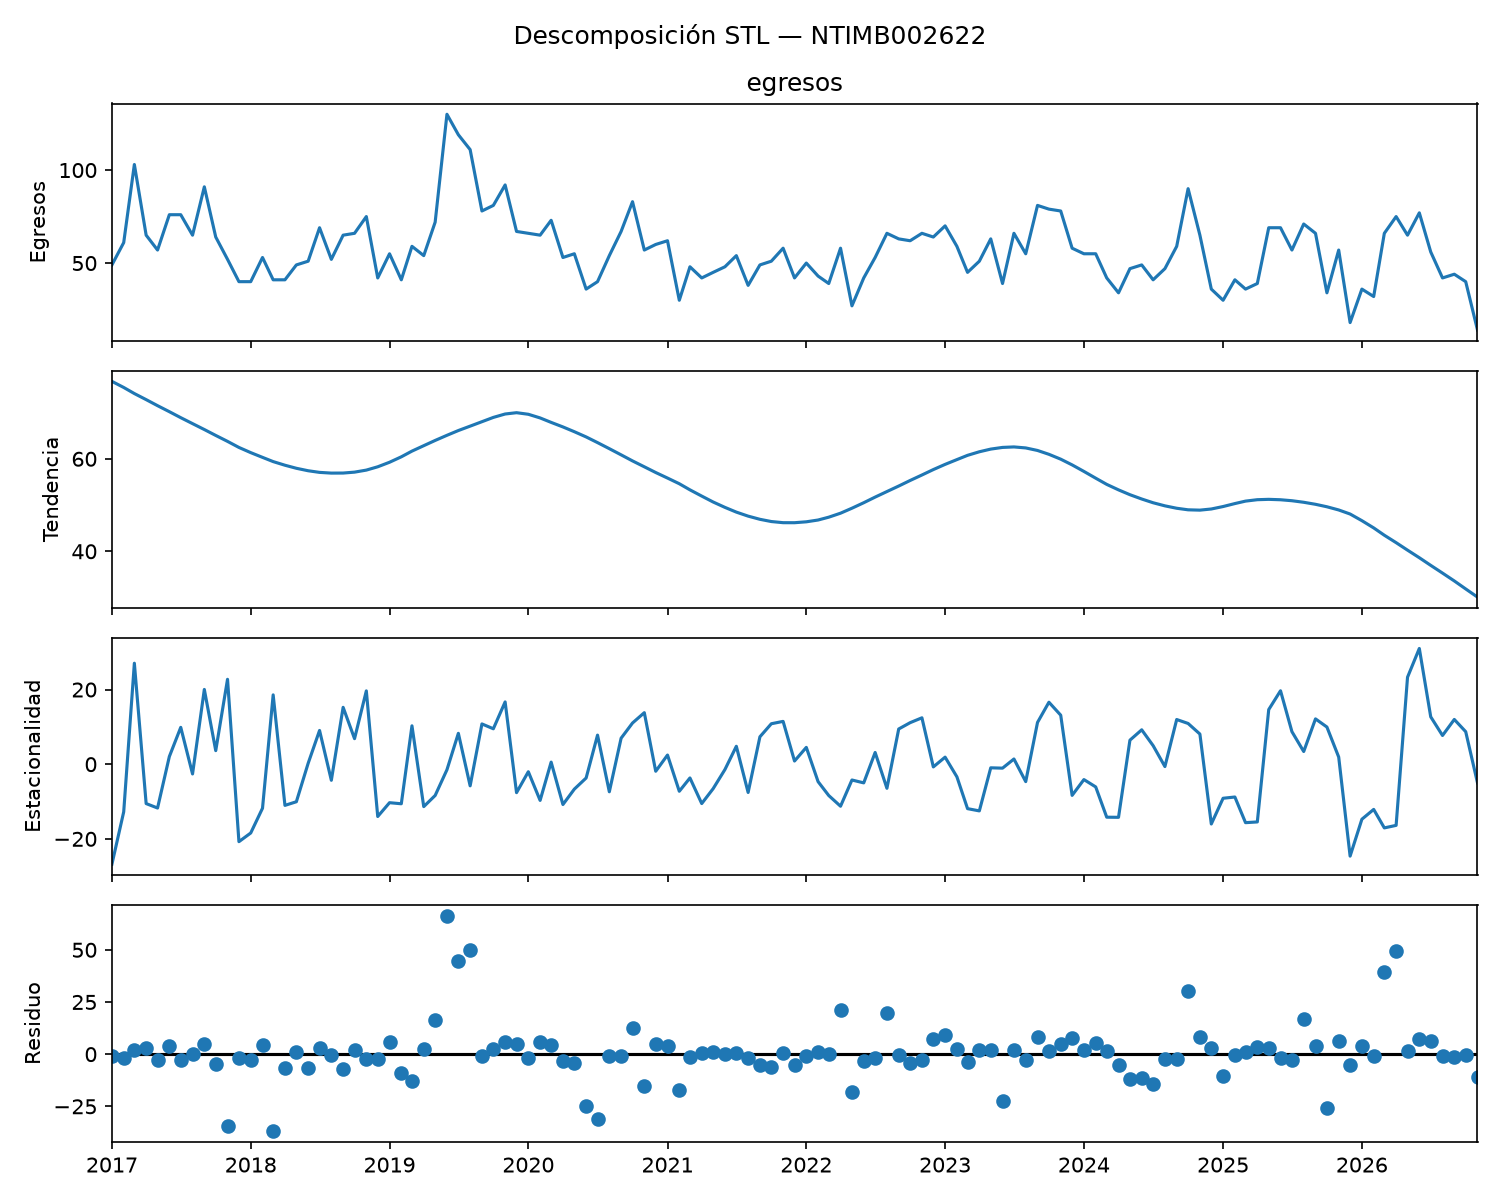 Descomposición STL — NTIMB002622
egresos
Egresos
100
50
Tendencia
60
40
Estacionalidad
20
0
−20
Residuo
50
25
0
−25
2017 2018 2019 2020 2021 2022 2023 2024 2025 2026